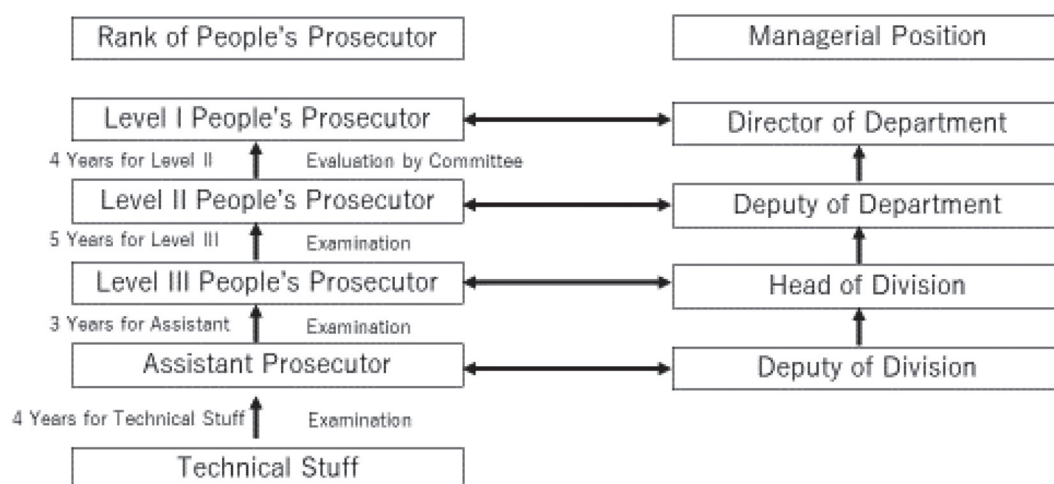 Rank of People's Prosecutor
Managerial Position
Level I People's Prosecutor
Director of Department
4 Years for Level II
Evaluation by Committee
Level II People's Prosecutor
Deputy of Department
5 Years for Level III
Examination
Level III People's Prosecutor
Head of Division
3 Years for Assistant
Examination
Assistant Prosecutor
Deputy of Division
4 Years for Technical Stuff
Examination
Technical Stuff